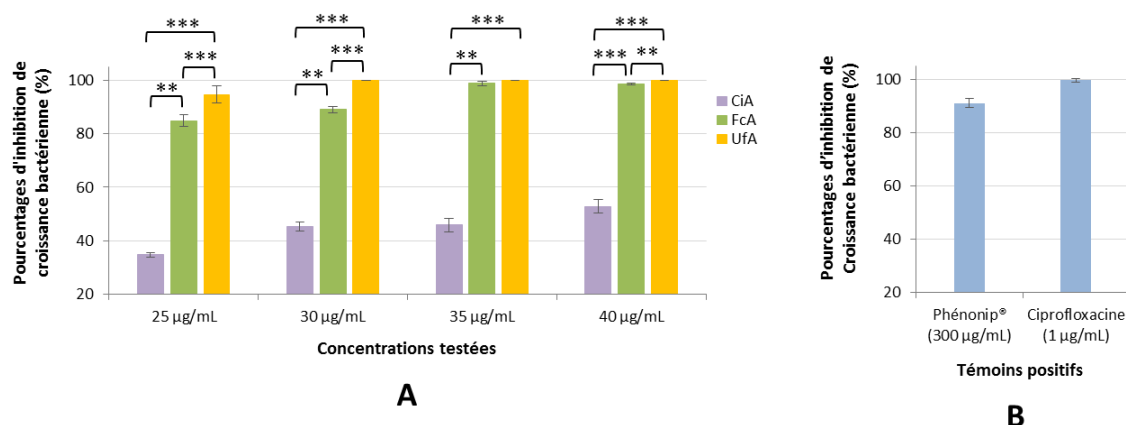 *** *** *** ***
*** *** *** **
** ** ** ***
Pourcentages d'inhibition de
croissance bactérienne (%)
100
80
60
40
20
25 µg/mL 30 µg/mL 35 µg/mL 40 µg/mL
Concentrations testées
CiA
FcA
UfA
A
Pourcentages d’inhibition de
Croissance bactérienne (%)
100
80
60
40
20
Phénonip® Ciprofloxacine
(300 µg/mL) (1 µg/mL)
Témoins positifs
B